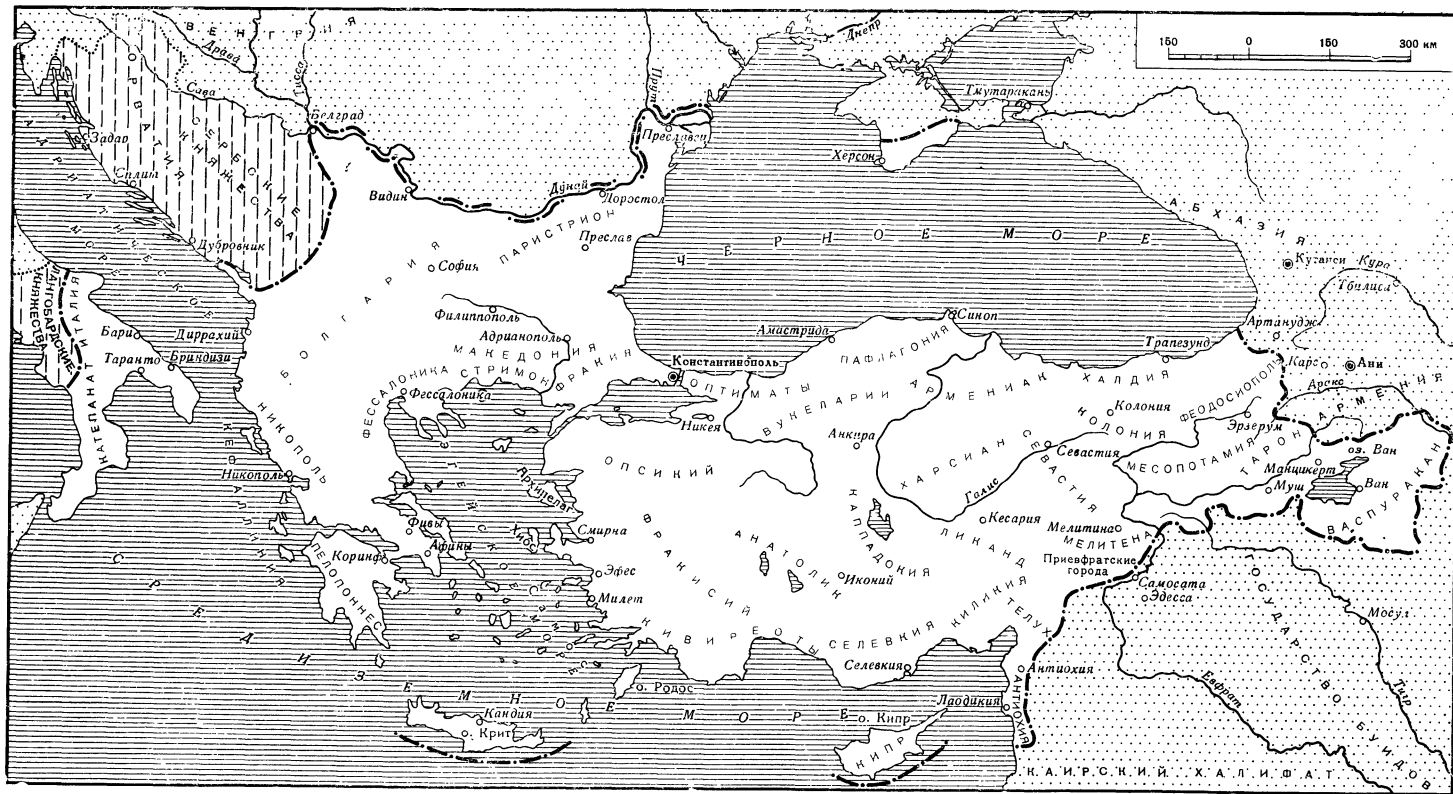 ВЕНГРИЯ
Драва
Тисса
Прут
Днепр
150 0 150 300 км
Сава
ХОРВАТИЯ
СЕРБСКИЕ
КНЯЖЕСТВА
Белград
Задар
Сплит
Дубровник
АДРИАТИЧЕСКОЕ
МОРЕ
Видин
Дунай
Доростол
Преслав
ПАРИСТРИОН
София
БОЛГАРИЯ
Тмутаракань
Херсон
ЧЕРНОЕ МОРЕ
АБХАЗИЯ
Кутаиси
Кура
Тбилиси
Артанудж
Карс
Ани
Аракс
АРМЕНИЯ
ЛАНГОБАРДСКИЕ
КНЯЖЕСТВА
КАТЕПАНАТ ИТАЛИЯ
Бари
Таранто
Бриндизи
Диррахий
Филиппополь
Адрианополь
МАКЕДОНИЯ
ФЕССАЛОНИКА
СТРИМОН
ФРАКИЯ
Фессалоника
Константинополь
Амастрида
Синоп
ПАФЛАГОНИЯ
Трапезунд
ОПТИМАТЫ
ВУКЕЛАРИИ
АРМЕНИАК
ХАЛДИЯ
Никея
Анкира
Колония
КОЛОНИЯ
ФЕОДОСИОПОЛЬ
Эрзерум
Севастия
СЕВАСТИЯ
ХАРСИАН
Галис
МЕСОПОТАМИЯ
ТАРОН
Манцикерт
Муш
оз. Ван
Ван
ВАСПУРАКАН
НИКОПОЛЬ
Никополь
КЕФАЛЛИНИЯ
ОПСИКИЙ
ЭГЕЙСКОЕ
Архипелаг
Хиос
Самос
Смирна
Эфес
Милет
ФРАКИСИЙ
АНАТОЛИК
КАППАДОКИЯ
Кесария
ЛИКАНД
Мелитина
МЕЛИТЕНА
Приевфратские
города
Самосата
Эдесса
Фивы
Афины
Коринф
ПЕЛОПОННЕС
Иконий
КИВИРЕОТЫ
СЕЛЕВКИЯ
КИЛИКИЯ
ТЕЛУХ
Селевкия
Антиохия
АНТИОХИЯ
Лаодикия
ГОСУДАРСТВО БУИДОВ
Мосул
Тигр
Евфрат
СРЕДИЗЕМНОЕ МОРЕ
о. Родос
Кандия
о. Крит
о. Кипр
КИПР
КАИРСКИЙ ХАЛИФАТ